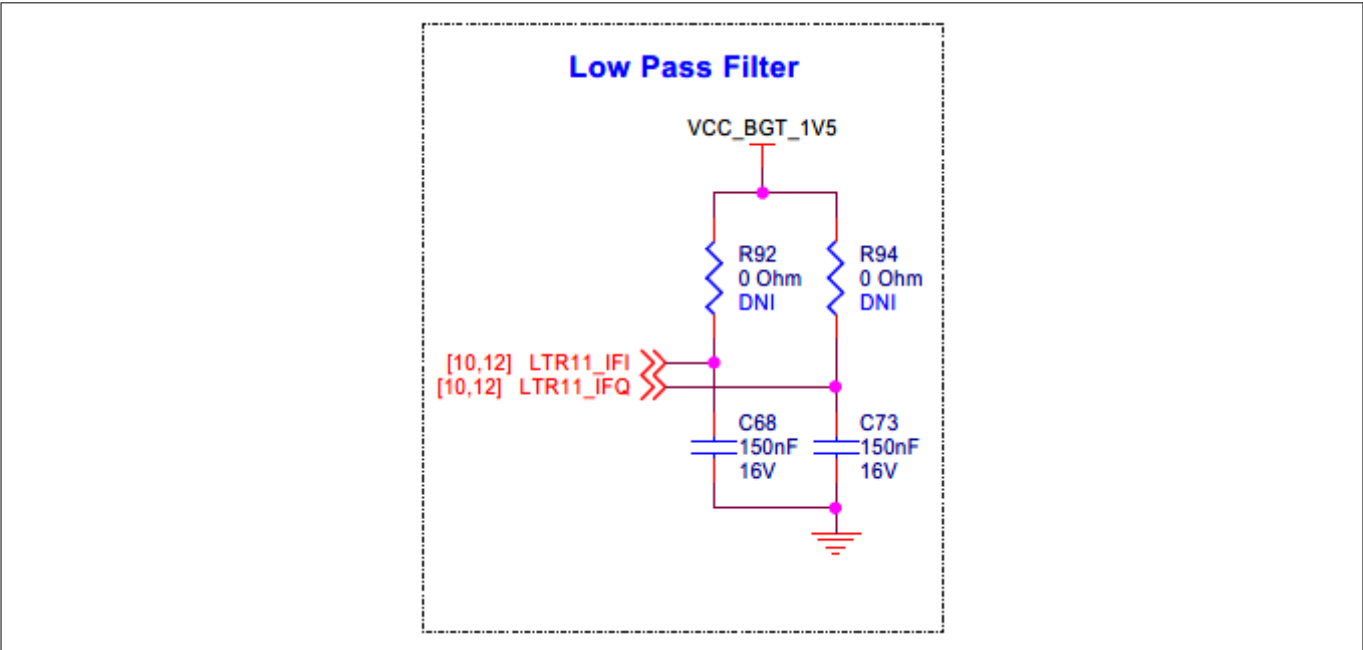 Low Pass Filter
VCC_BGT_1V5
R92
0 Ohm
DNI
R94
0 Ohm
DNI
[10,12] LTR11_IFI
[10,12] LTR11_IFQ
C68
150nF
16V
C73
150nF
16V